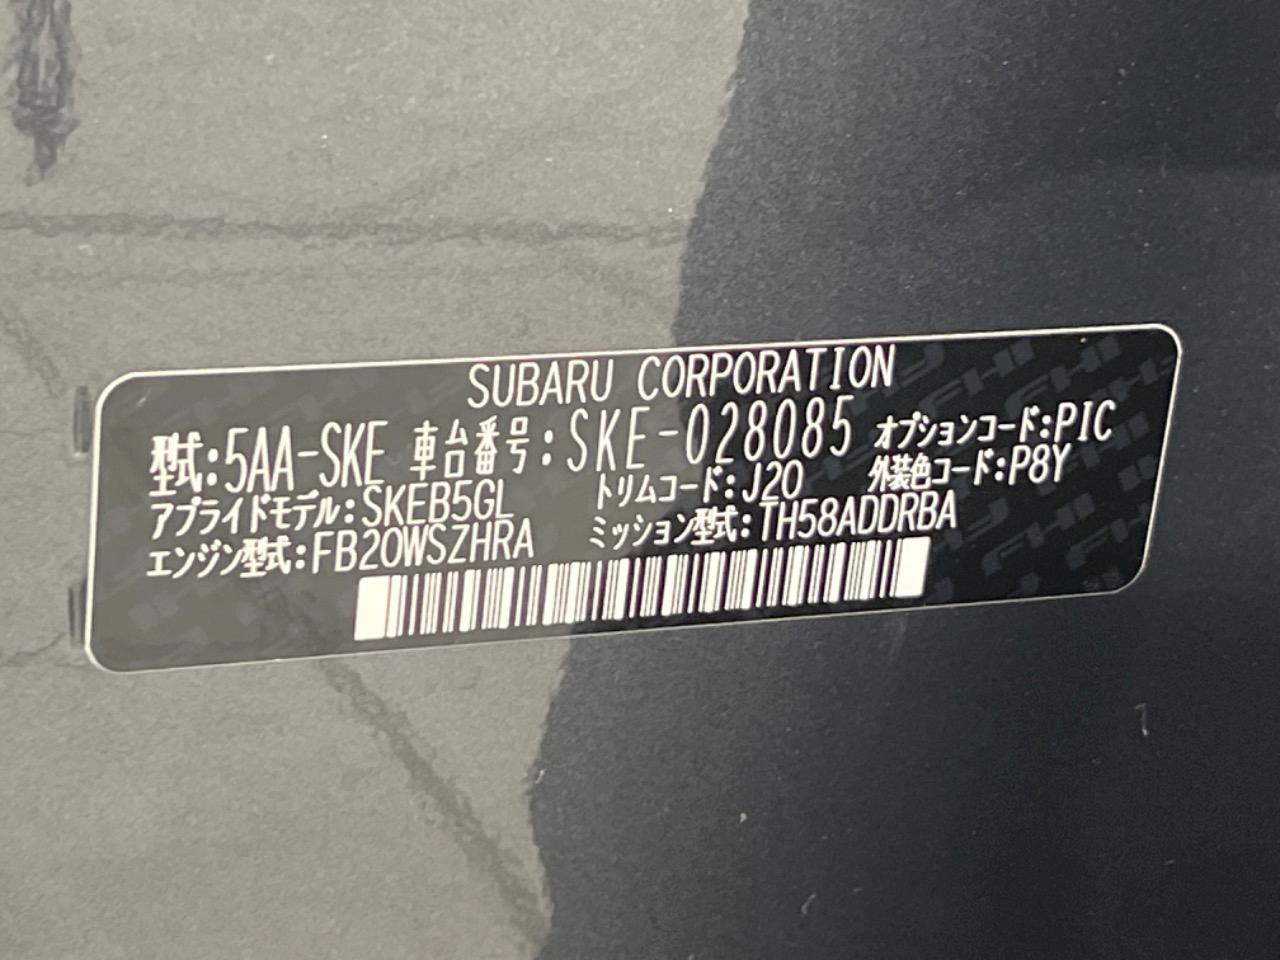 SUBARU CORPORATION
型式:5AA-SKE 車台番号:SKE-028085 オプションコード:PIC
アプライドモデル:SKEB5GL トリムコード:J20 外装色コード:P8Y
エンジン型式:FB20WSZHRA ミッション型式:TH58ADDRBA